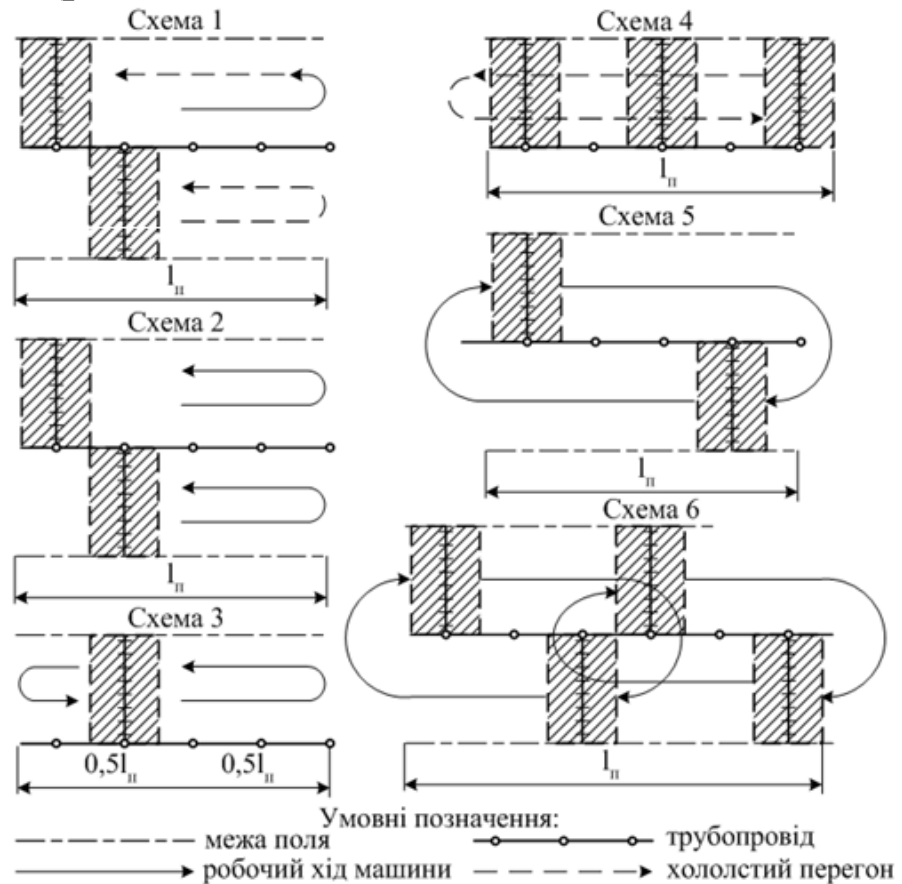 Схема 1
lп
Схема 2
lп
Схема 3
0,5lп 0,5lп
Схема 4
lп
Схема 5
lп
Схема 6
lп
Умовні позначення:
межа поля
трубопровід
робочий хід машини
хололстий перегон